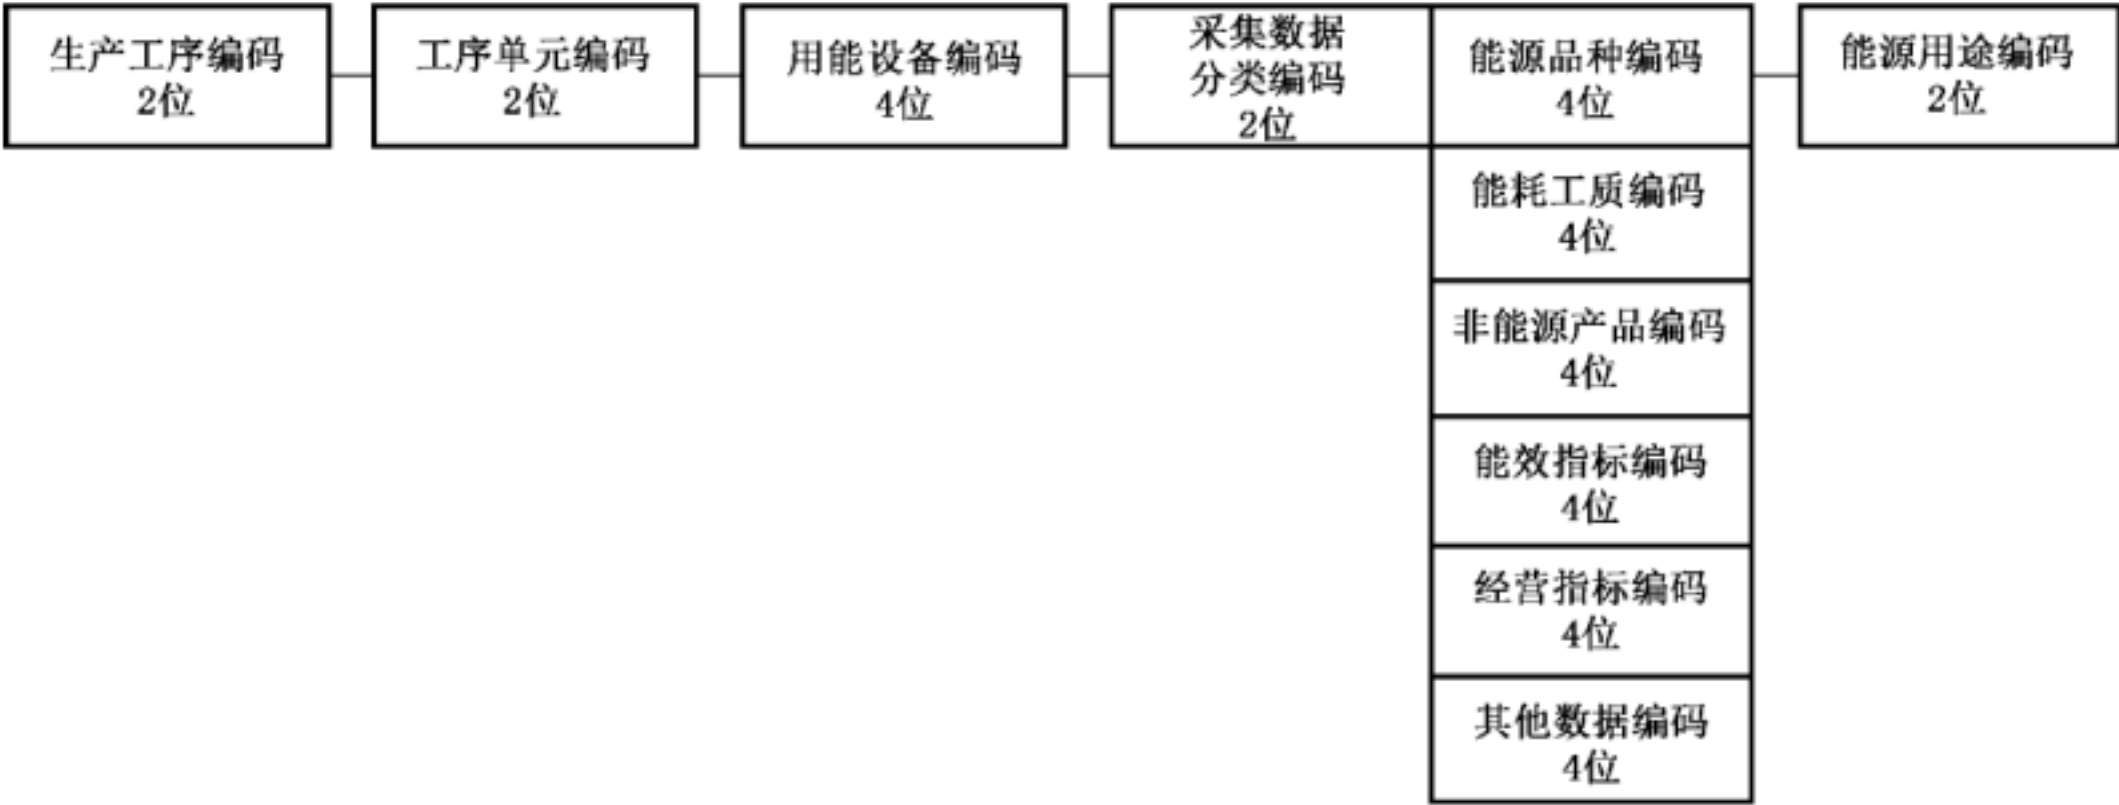 生产工序编码
2位
工序单元编码
2位
用能设备编码
4位
采集数据
分类编码
2位
能源品种编码
4位
能源用途编码
2位
能耗工质编码
4位
非能源产品编码
4位
能效指标编码
4位
经营指标编码
4位
其他数据编码
4位